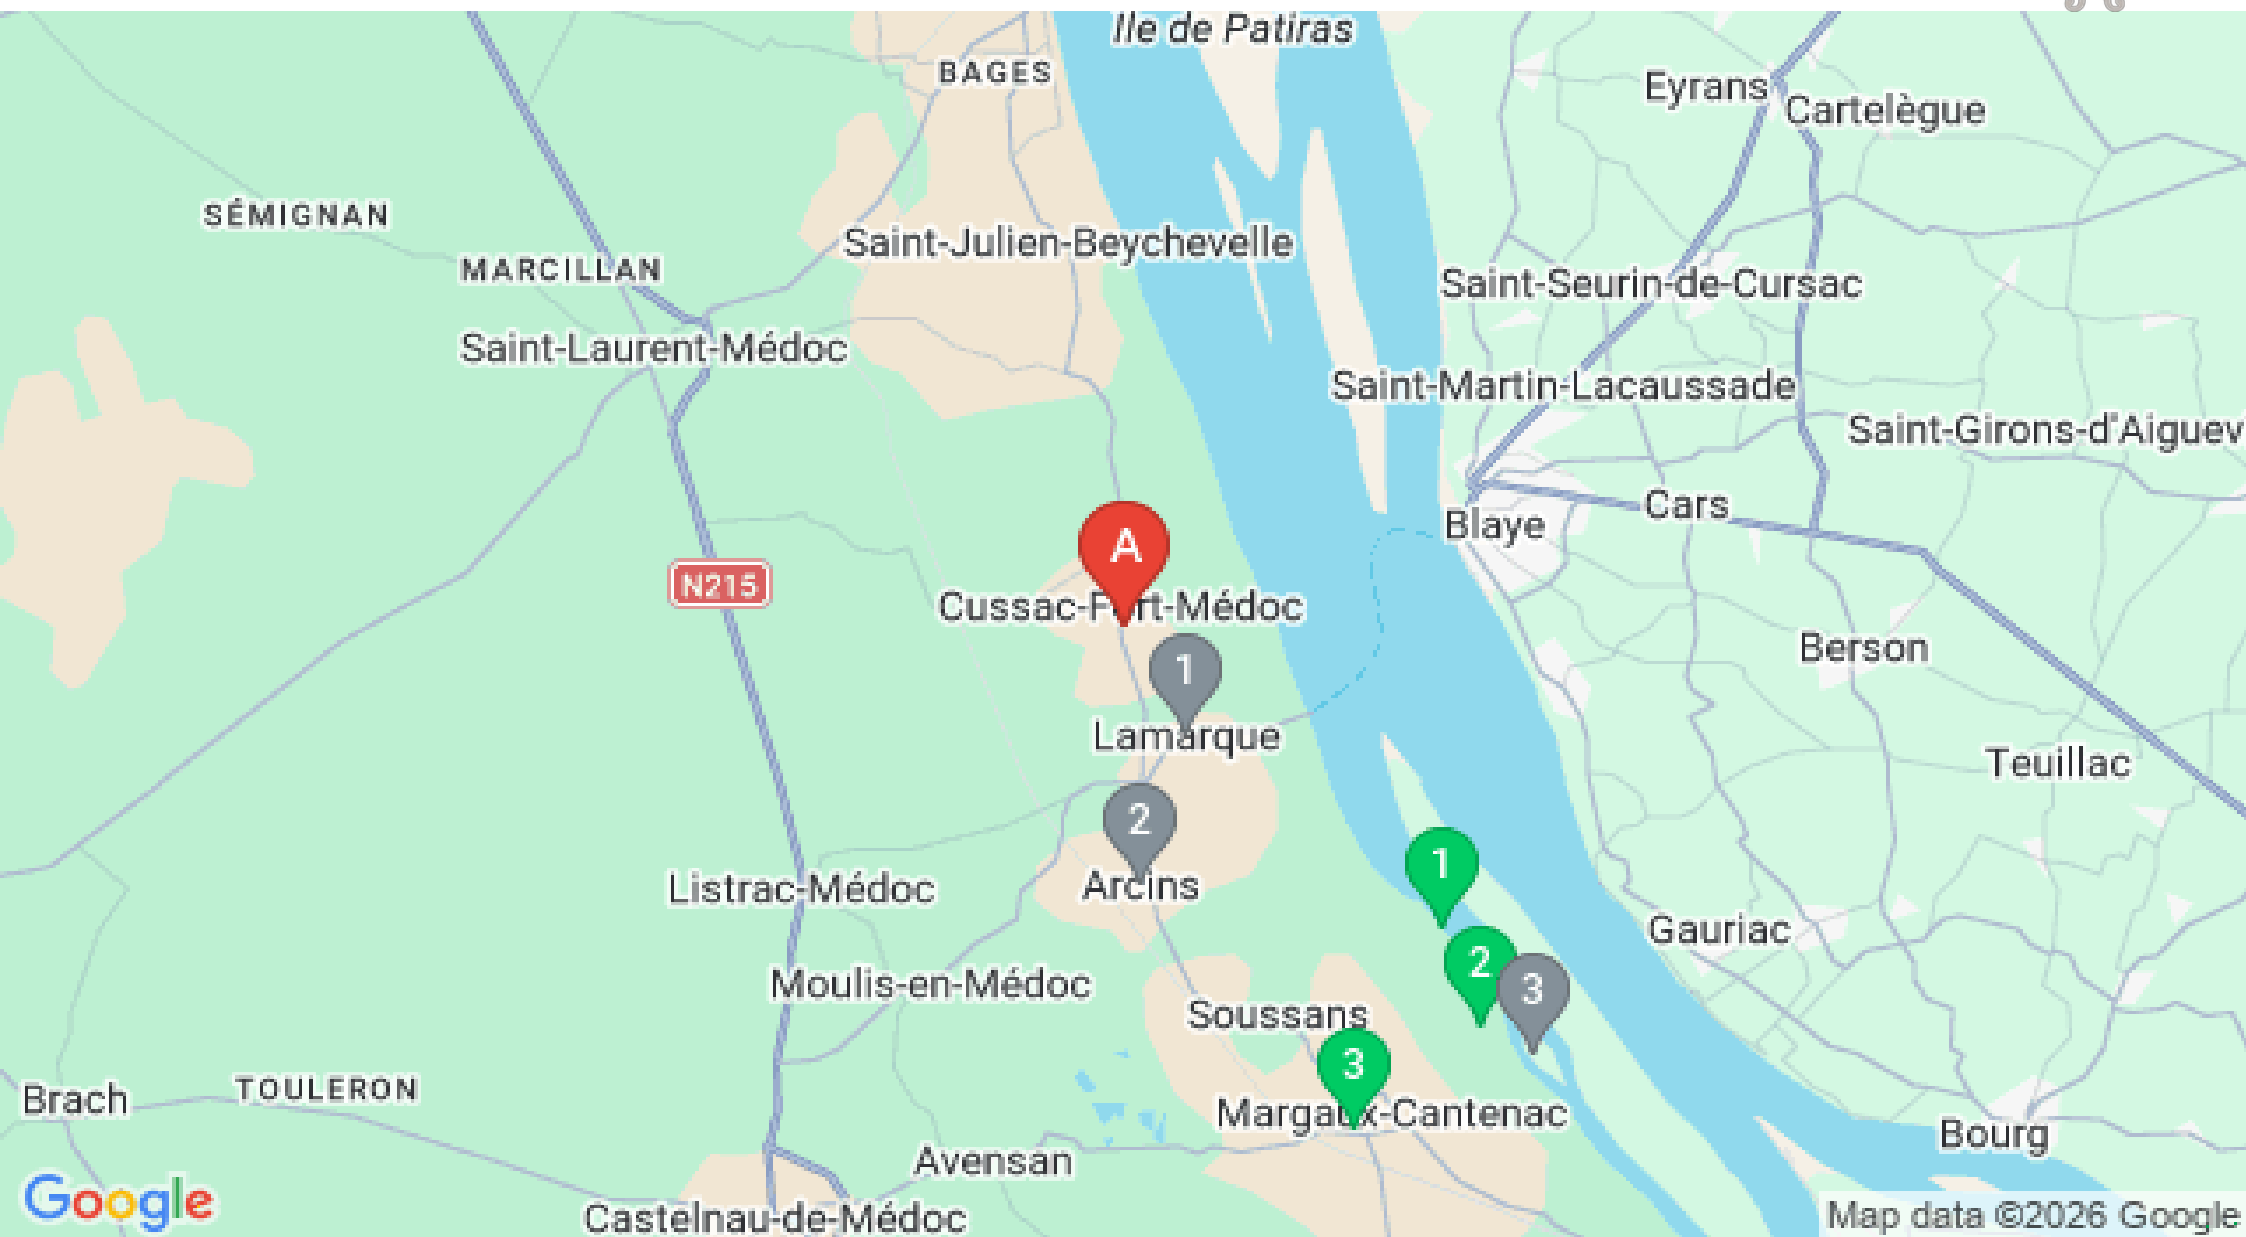 Ile de Patiras
BAGES
Eyrans
Cartelègue
SÉMIGNAN
Saint-Julien-Beychevelle
MARCILLAN
Saint-Seurin-de-Cursac
Saint-Laurent-Médoc
Saint-Martin-Lacaussade
Saint-Girons-d'Aiguev
Cars
Blaye
A
N215
Cussac-Fort-Médoc
Berson
1
Lamarque
Teuillac
2
1
Arcins
Listrac-Médoc
Gauriac
2
3
Moulis-en-Médoc
Soussans
3
Brach
TOULERON
Margaux-Cantenac
Bourg
Avensan
Google
Castelnau-de-Médoc
Map data ©2026 Google